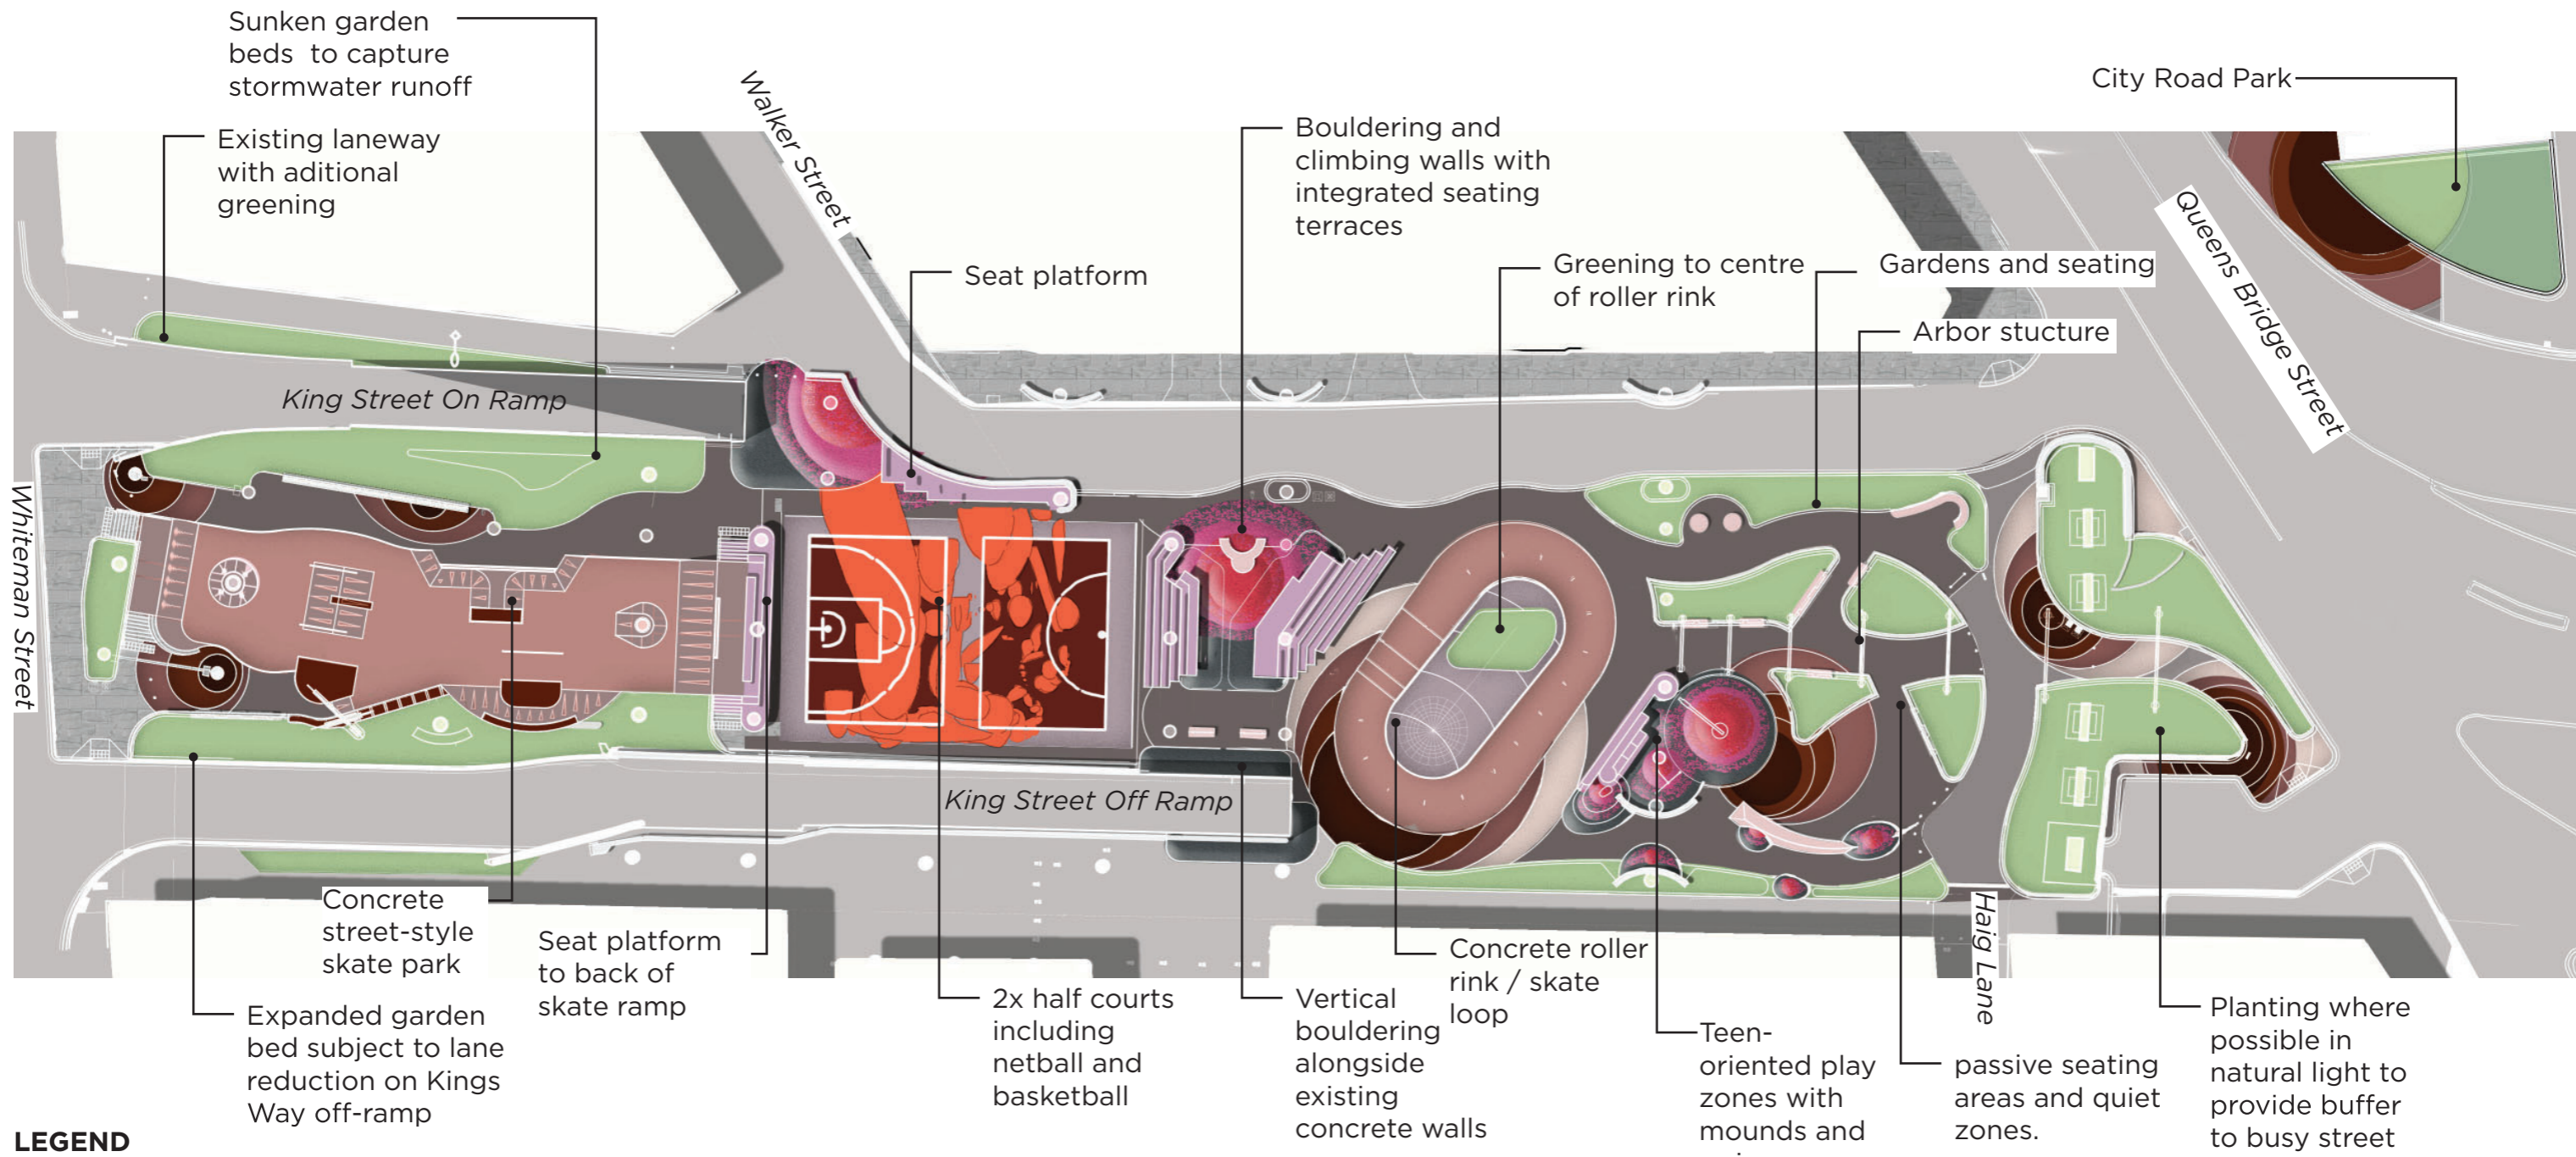 Sunken garden
beds to capture
stormwater runoff
Existing laneway
with aditional
greening
Walker Street
Bouldering and
climbing walls with
integrated seating
terraces
City Road Park
Seat platform
Greening to centre
of roller rink
Gardens and seating
Arbor stucture
Queens Bridge Street
King Street On Ramp
Whiteman Street
King Street Off Ramp
Haig Lane
Concrete
street-style
skate park
Seat platform
to back of
skate ramp
Expanded garden
bed subject to lane
reduction on Kings
Way off-ramp
2x half courts
including
netball and
basketball
Vertical
bouldering
alongside
existing
concrete walls
Concrete roller
rink / skate
loop
Teen-
oriented play
zones with
mounds and
passive seating
areas and quiet
zones.
Planting where
possible in
natural light to
provide buffer
to busy street
LEGEND